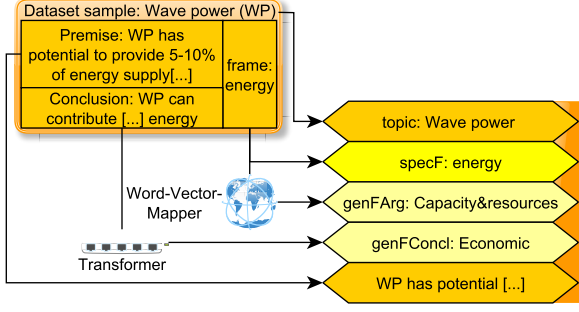 Dataset sample: Wave power (WP)
Premise: WP has
potential to provide 5-10%
of energy supply[...]
frame:
energy
Conclusion: WP can
contribute [...] energy
topic: Wave power
specF: energy
Word-Vector-
Mapper
genFArg: Capacity&resources
genFConcl: Economic
Transformer
WP has potential [...]